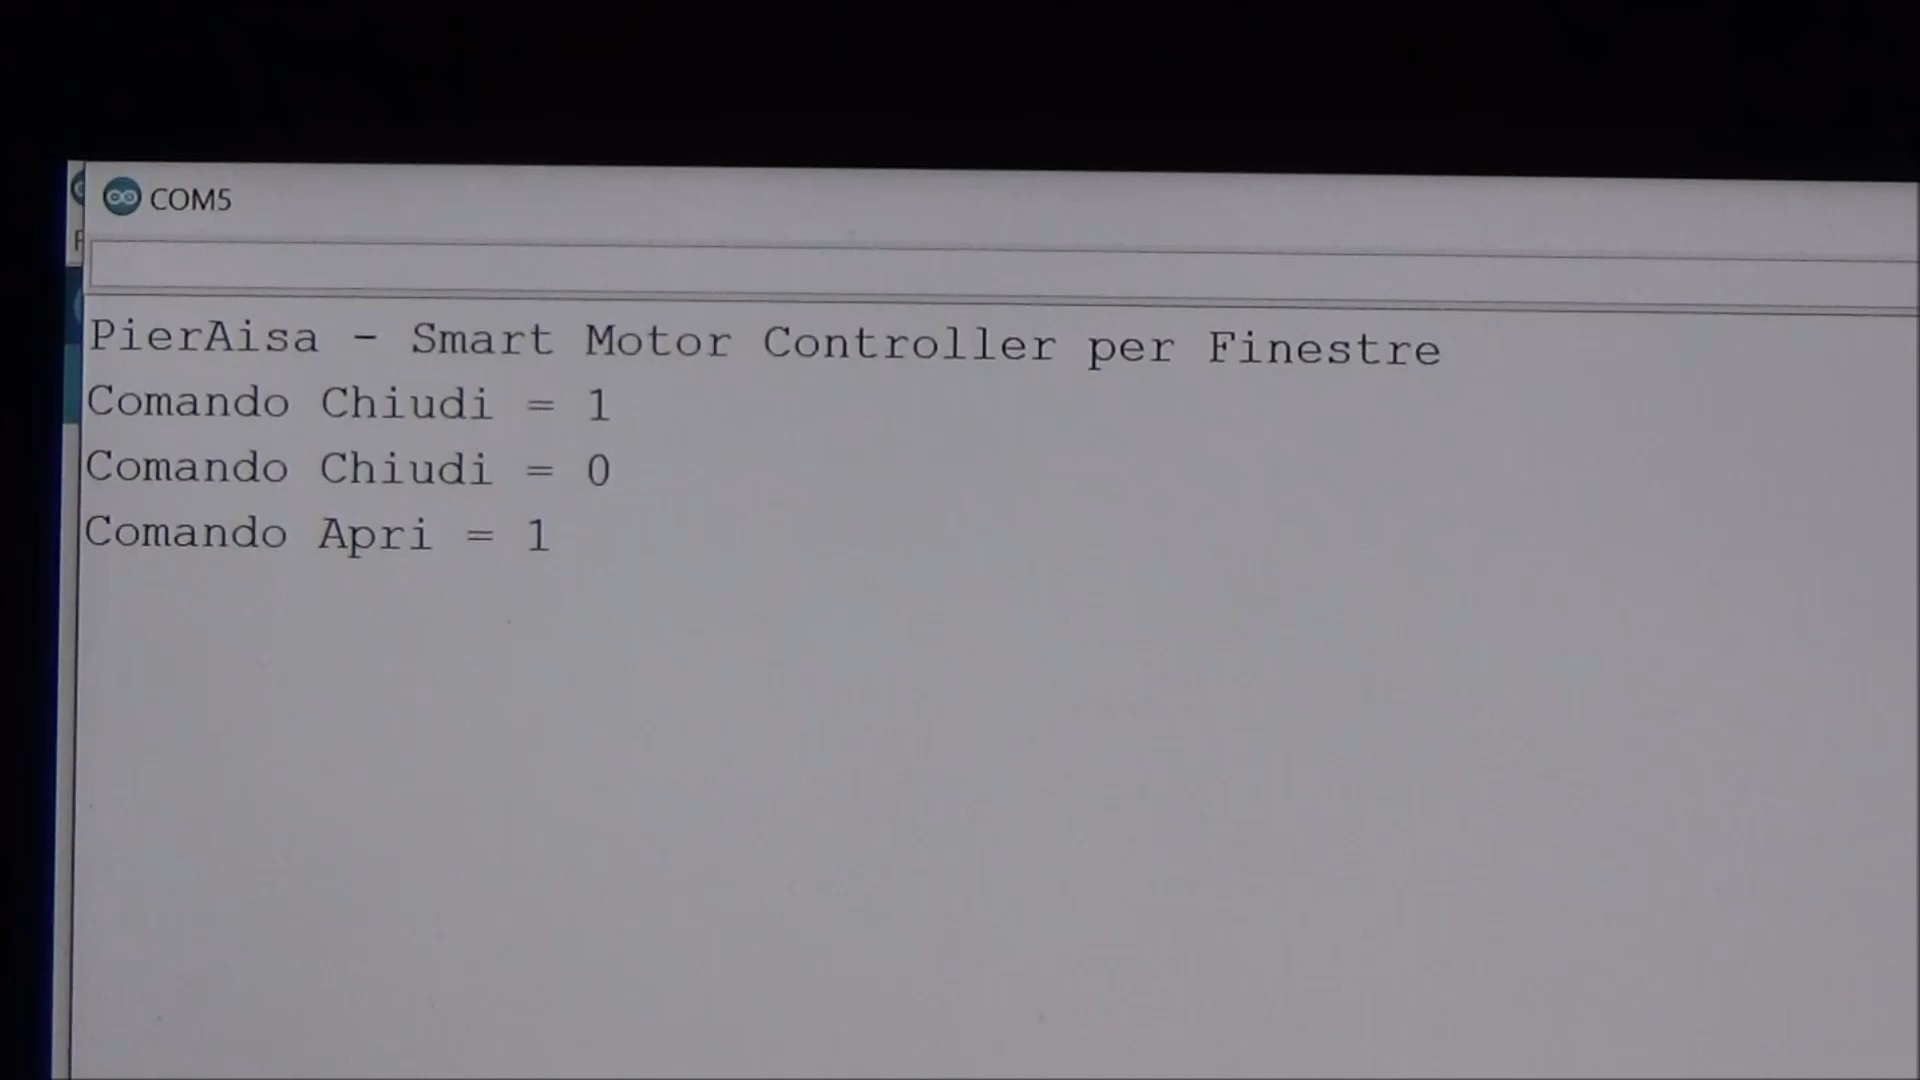 COM5
PierAisa - Smart Motor Controller per Finestre
Comando Chiudi = 1
Comando Chiudi = 0
Comando Apri = 1